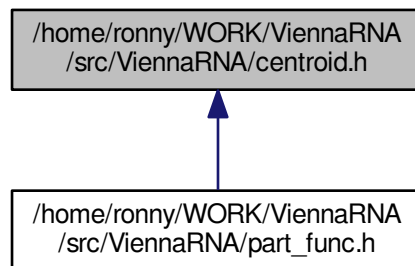 /home/ronny/WORK/ViennaRNA
/src/ViennaRNA/centroid.h
/home/ronny/WORK/ViennaRNA
/src/ViennaRNA/part_func.h